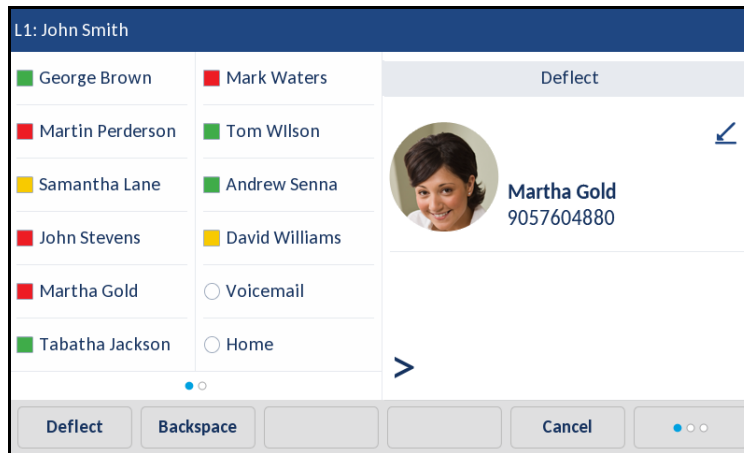 L1: John Smith
George Brown
Mark Waters
Martin Perderson
Tom WIlson
Samantha Lane
Andrew Senna
John Stevens
David Williams
Martha Gold
Voicemail
Tabatha Jackson
Home
Deflect
Martha Gold
9057604880
>
Deflect
Backspace
Cancel